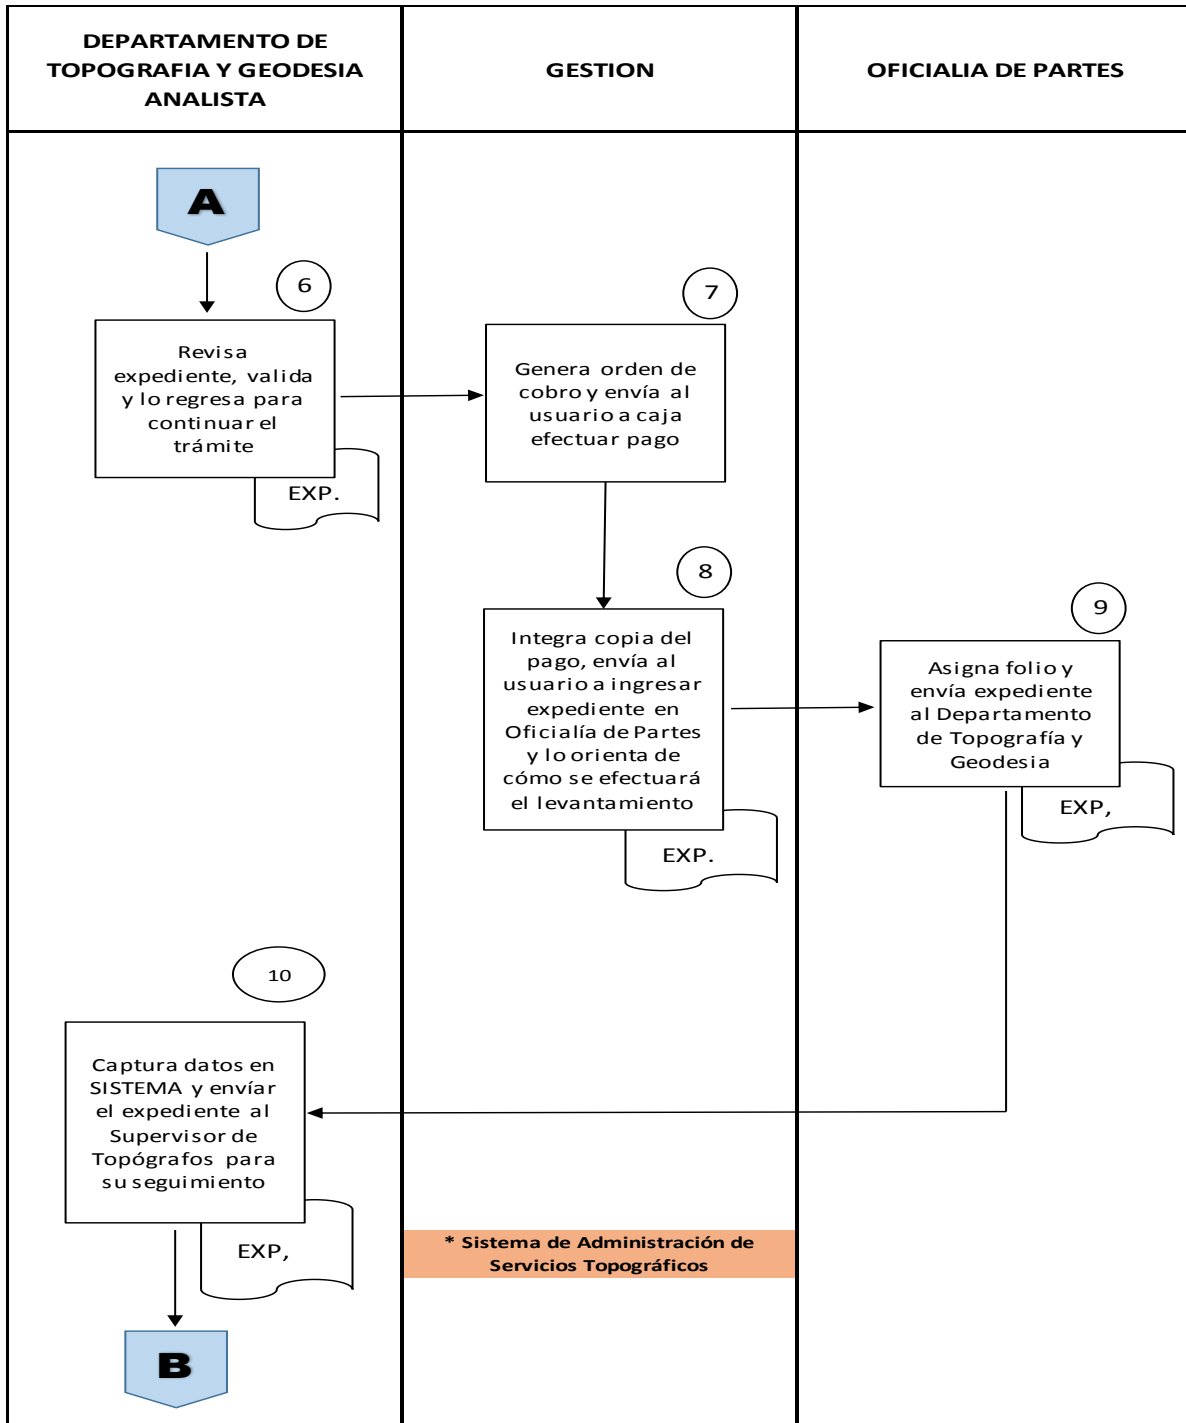 DEPARTAMENTO DE
TOPOGRAFIA Y GEODESIA
ANALISTA
GESTION
OFICIALIA DE PARTES
A
6
Revisa
expediente, valida
y lo regresa para
continuar el
trámite
EXP.
7
Genera orden de
cobro y envía al
usuario a caja
efectuar pago
8
Integra copia del
pago, envía al
usuario a ingresar
expediente en
Oficialía de Partes
y lo orienta de
cómo se efectuará
el levantamiento
EXP.
9
Asigna folio y
envía expediente
al Departamento
de Topografía y
Geodesia
EXP,
10
Captura datos en
SISTEMA y envíar
el expediente al
Supervisor de
Topógrafos para
su seguimiento
EXP,
* Sistema de Administración de
Servicios Topográficos
B